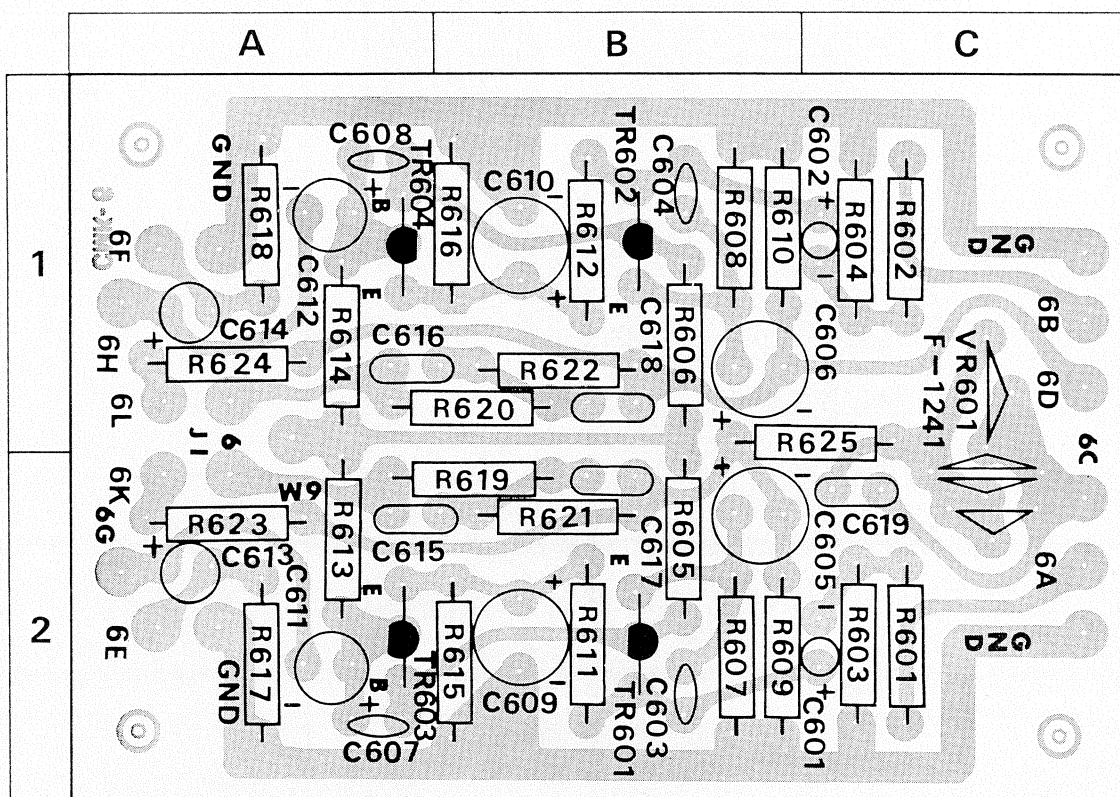 A B C
1
GND
R618
C608
+B
TR604
R616
C610
R612
TR602
C604
R608
R610
C602
+
R604
R602
GND
6F
C612
E
E
C618
R606
C606
6B
C614
R614
C616
+
6H
R624
R622
VR601
F-1241
6D
6L
R620
+
J1
6
R625
6C
2
6K
W9
R619
+
6G
R623
R621
C619
+
C613
C611
R613
C615
E
C617
R605
C605
6A
E
+
6E
R617
GND
B+
TR603
R615
C609
R611
TR601
C603
R607
R609
+
C601
R603
R601
GND
C607